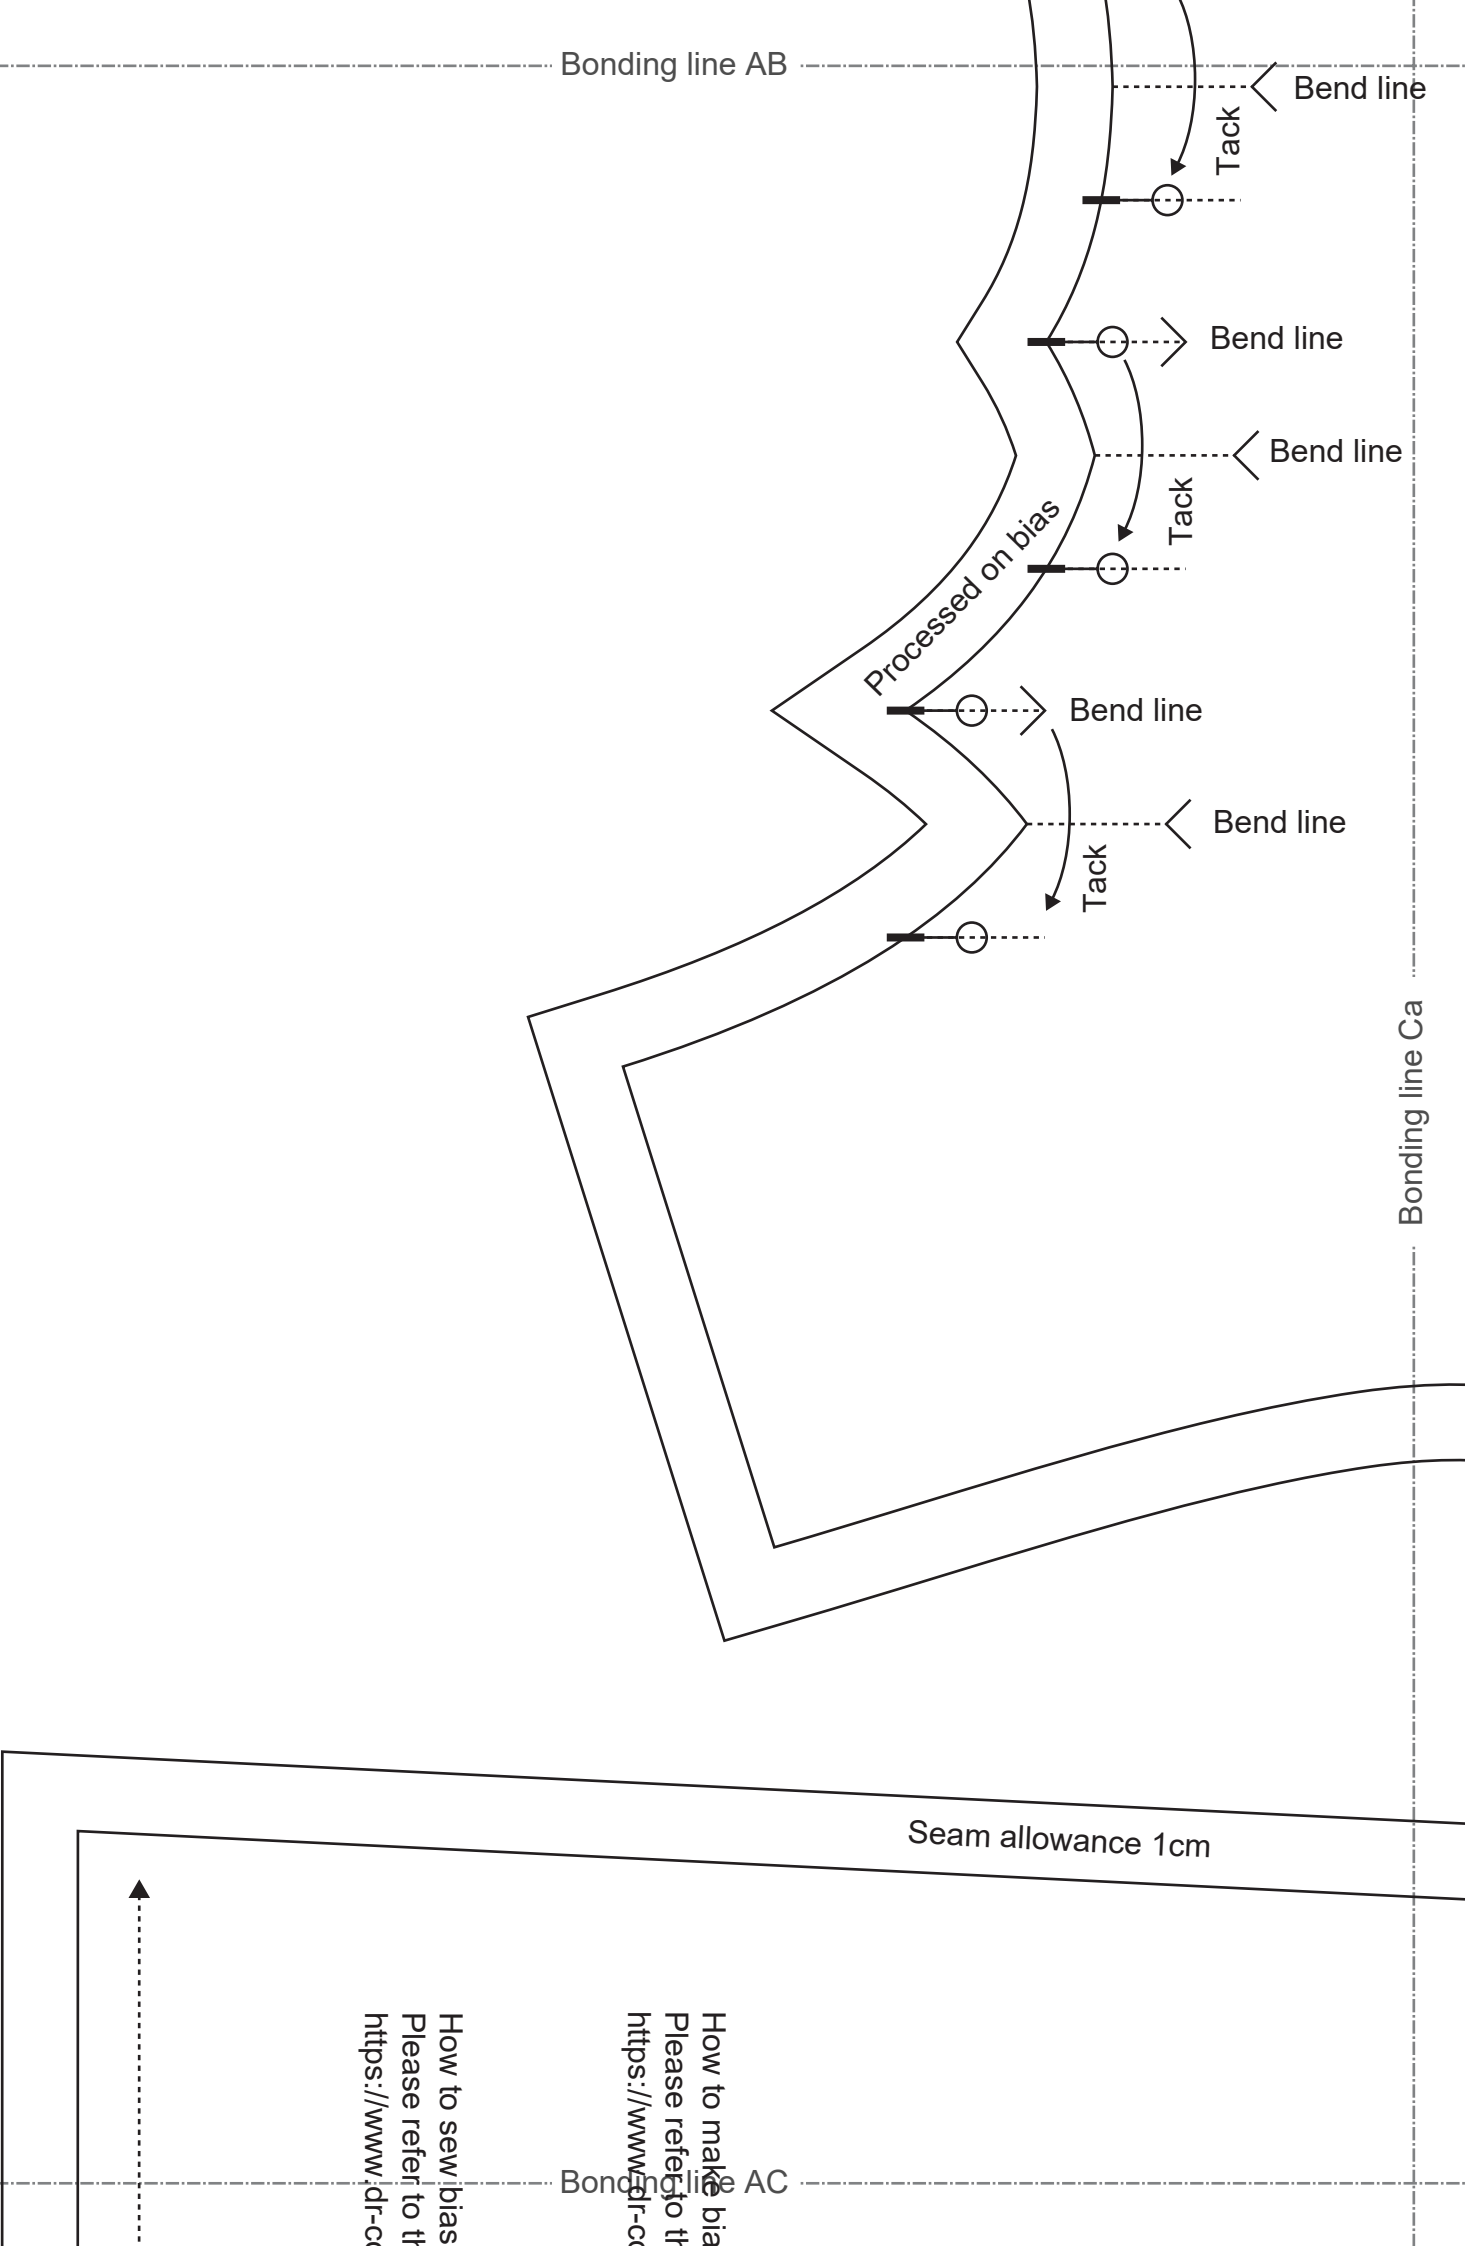 Bonding line AB
Bend line
Tack
Bend line
Bend line
Tack
Processed on bias
Bend line
Bend line
Tack
Bonding line Ca
Seam allowance 1cm
How to make bia
Please refer to th
https://www.dr-co
How to sew bias
Please refer to th
https://www.dr-co
Bonding line AC